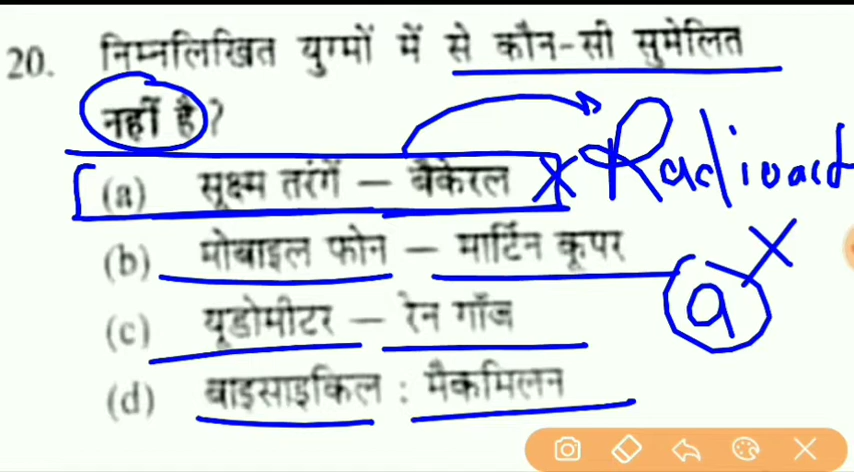 20. निम्नलिखित युग्मों में से कौन-सी सुमेलित
नहीं है?
(a) सूक्ष्म तरंगें — बैकेरल x Radioact
(b) मोबाइल फोन — मार्टिन कूपर
(c) यूडोमीटर — रेन गॉज a
(d) बाइसाइकिल : मैकमिलन